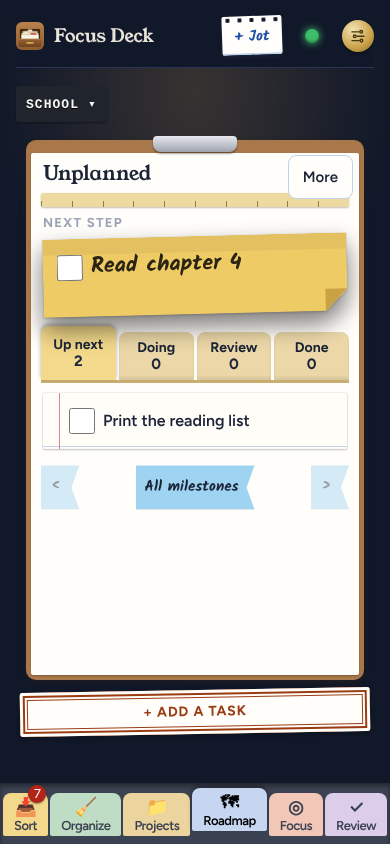 Focus Deck
+ Jot
SCHOOL ▾
Unplanned
More
NEXT STEP
Read chapter 4
Up next
2
Doing
0
Review
0
Done
0
Print the reading list
<
All milestones
>
+ ADD A TASK
7
Sort
Organize
Projects
Roadmap
Focus
Review